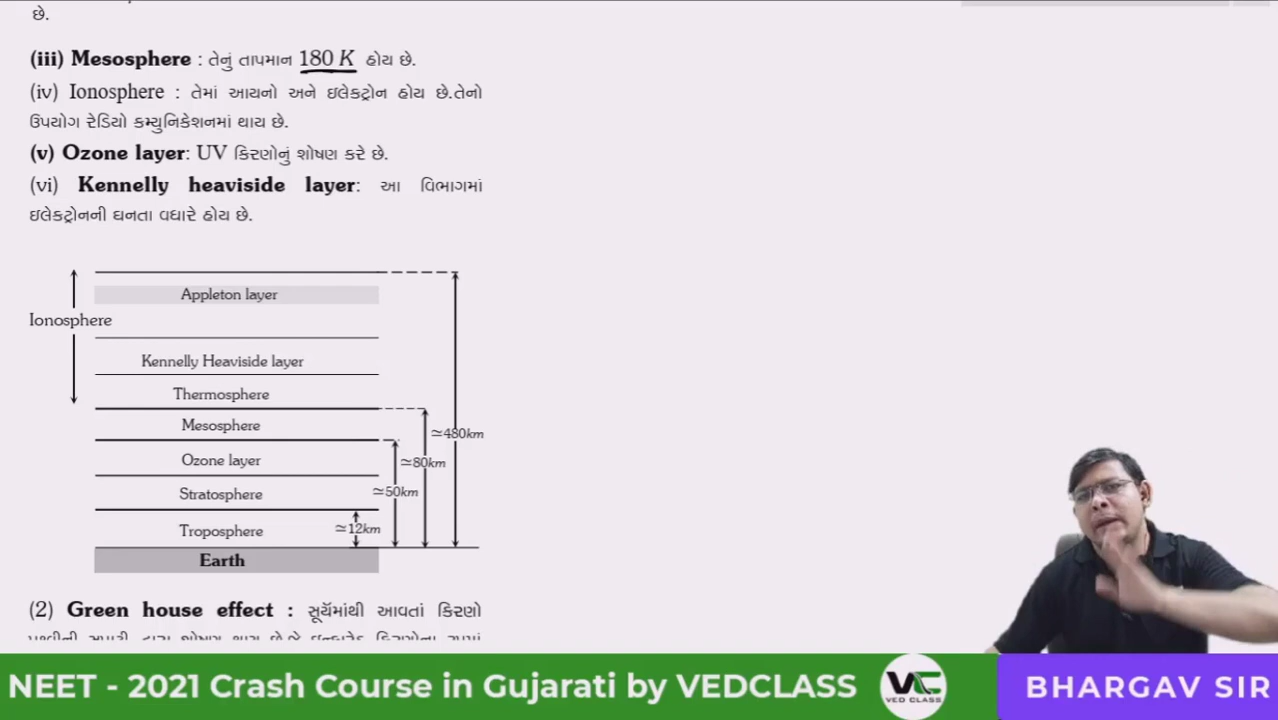 છે.
(iii) Mesosphere : તેનું તાપમાન 180 K હોય છે.
(iv) Ionosphere : તેમાં આયનો અને ઇલેક્ટ્રોન હોય છે.તેનો
ઉપયોગ રેડિયો કમ્યુનિકેશનમાં થાય છે.
(v) Ozone layer: UV કિરણોનું શોષણ કરે છે.
(vi) Kennelly heaviside layer: આ વિભાગમાં
ઇલેક્ટ્રોનની ઘનતા વધારે હોય છે.
Appleton layer
Ionosphere
Kennelly Heaviside layer
Thermosphere
Mesosphere
≃480km
Ozone layer
≃80km
Stratosphere
≃50km
Troposphere
≃12km
Earth
(2) Green house effect : સૂર્યમાંથી આવતાં કિરણો
NEET - 2021 Crash Course in Gujarati by VEDCLASS
VC
VED CLASS
BHARGAV SIR